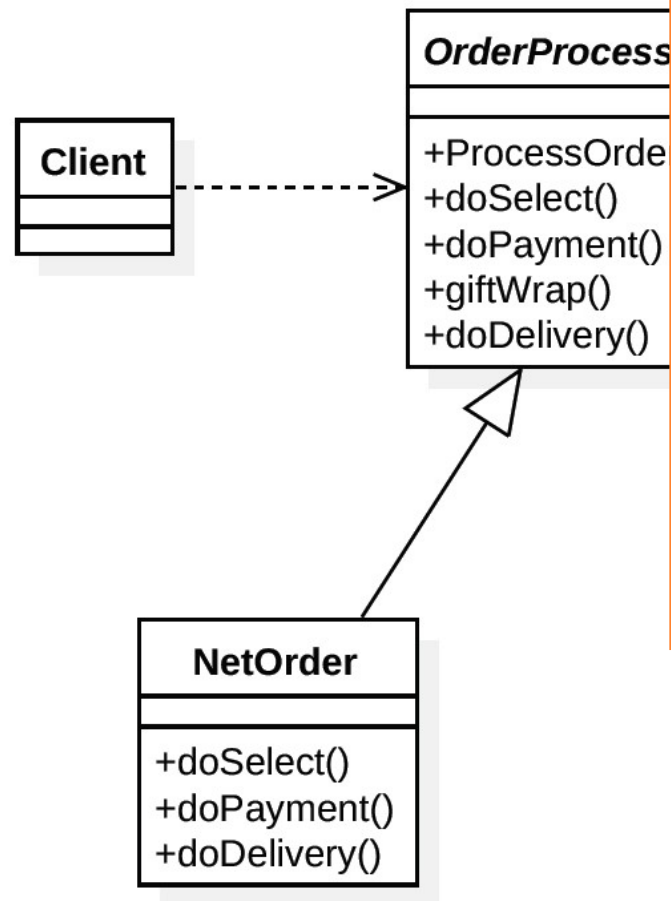 Client
OrderProcess
+ProcessOrde
+doSelect()
+doPayment()
+giftWrap()
+doDelivery()
NetOrder
+doSelect()
+doPayment()
+doDelivery()